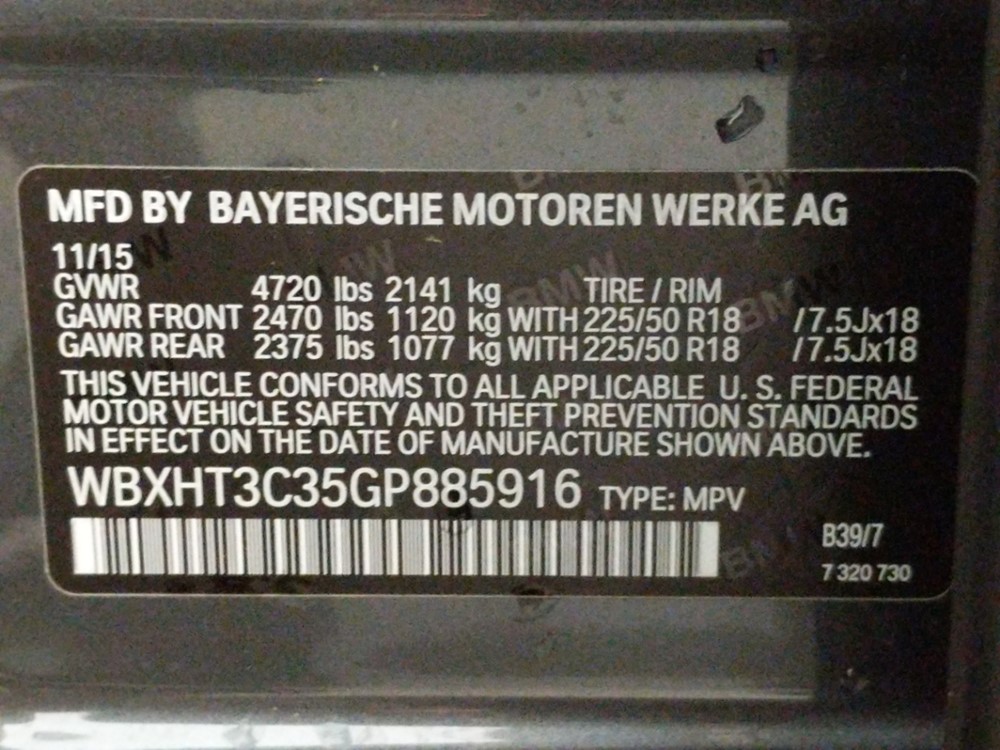 MFD BY BAYERISCHE MOTOREN WERKE AG
11/15
GVWR 4720 lbs 2141 kg TIRE / RIM
GAWR FRONT 2470 lbs 1120 kg WITH 225/50 R18 /7.5Jx18
GAWR REAR 2375 lbs 1077 kg WITH 225/50 R18 /7.5Jx18
THIS VEHICLE CONFORMS TO ALL APPLICABLE U. S. FEDERAL
MOTOR VEHICLE SAFETY AND THEFT PREVENTION STANDARDS
IN EFFECT ON THE DATE OF MANUFACTURE SHOWN ABOVE.
WBXHT3C35GP885916 TYPE: MPV
B39/7
7 320 730